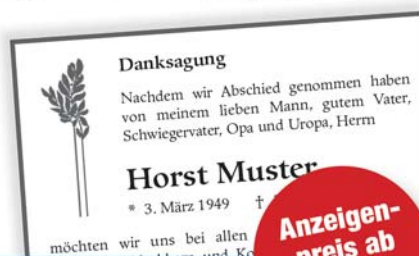 Danksagung
Nachdem wir Abschied genommen haben
von meinem lieben Mann, gutem Vater,
Schwiegervater, Opa und Uropa, Herrn
Horst Muster
* 3. März 1949 †
möchten wir uns bei allen
und
Anzeigen-
preis ab